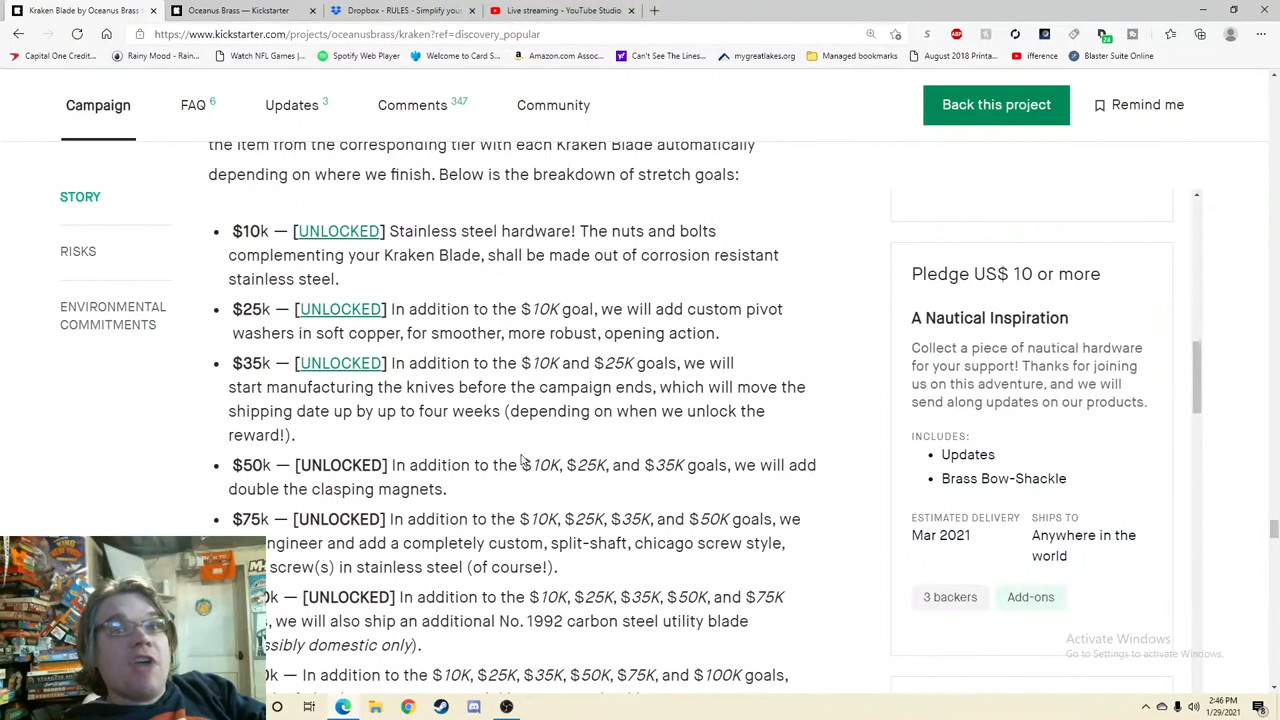 Kraken Blade by Oceanus Brass
Oceanus Brass — Kickstarter
Dropbox - RULES - Simplify your
Live streaming - YouTube Studio
https://www.kickstarter.com/projects/oceanusbrass/kraken?ref=discovery_popular
Capital One Credit...
Rainy Mood - Rain...
Watch NFL Games |...
Spotify Web Player
Welcome to Card S...
Amazon.com Assoc...
Can't See The Lines...
mygreatlakes.org
Managed bookmarks
August 2018 Printa...
ifference
Blaster Suite Online
Campaign
FAQ 6
Updates 3
Comments 347
Community
Back this project
Remind me
STORY
RISKS
ENVIRONMENTAL
COMMITMENTS
the item from the corresponding tier with each Kraken Blade automatically
depending on where we finish. Below is the breakdown of stretch goals:
• $10k — [UNLOCKED] Stainless steel hardware! The nuts and bolts
complementing your Kraken Blade, shall be made out of corrosion resistant
stainless steel.
• $25k — [UNLOCKED] In addition to the $10K goal, we will add custom pivot
washers in soft copper, for smoother, more robust, opening action.
• $35k — [UNLOCKED] In addition to the $10K and $25K goals, we will
start manufacturing the knives before the campaign ends, which will move the
shipping date up by up to four weeks (depending on when we unlock the
reward!).
• $50k — [UNLOCKED] In addition to the $10K, $25K, and $35K goals, we will add
double the clasping magnets.
• $75k — [UNLOCKED] In addition to the $10K, $25K, $35K, and $50K goals, we
ngineer and add a completely custom, split-shaft, chicago screw style,
screw(s) in stainless steel (of course!).
0k — [UNLOCKED] In addition to the $10K, $25K, $35K, $50K, and $75K
, we will also ship an additional No. 1992 carbon steel utility blade
ssibly domestic only).
0k — In addition to the $10K, $25K, $35K, $50K, $75K, and $100K goals,
Pledge US$ 10 or more
A Nautical Inspiration
Collect a piece of nautical hardware
for your support! Thanks for joining
us on this adventure, and we will
send along updates on our products.
INCLUDES:
• Updates
• Brass Bow-Shackle
ESTIMATED DELIVERY
Mar 2021
SHIPS TO
Anywhere in the
world
3 backers
Add-ons
Activate Windows
Go to Settings to activate Windows.
2:46 PM
1/29/2021